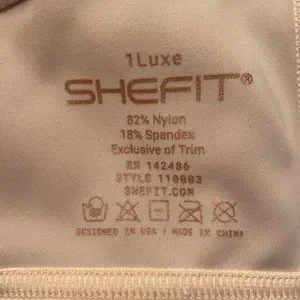 1Luxe
SHEFIT®
82% Nylon
18% Spandex
Exclusive of Trim
RN 142486
STYLE 110003
SHEFIT.COM
DESIGNED IN USA / MADE IN CHINA